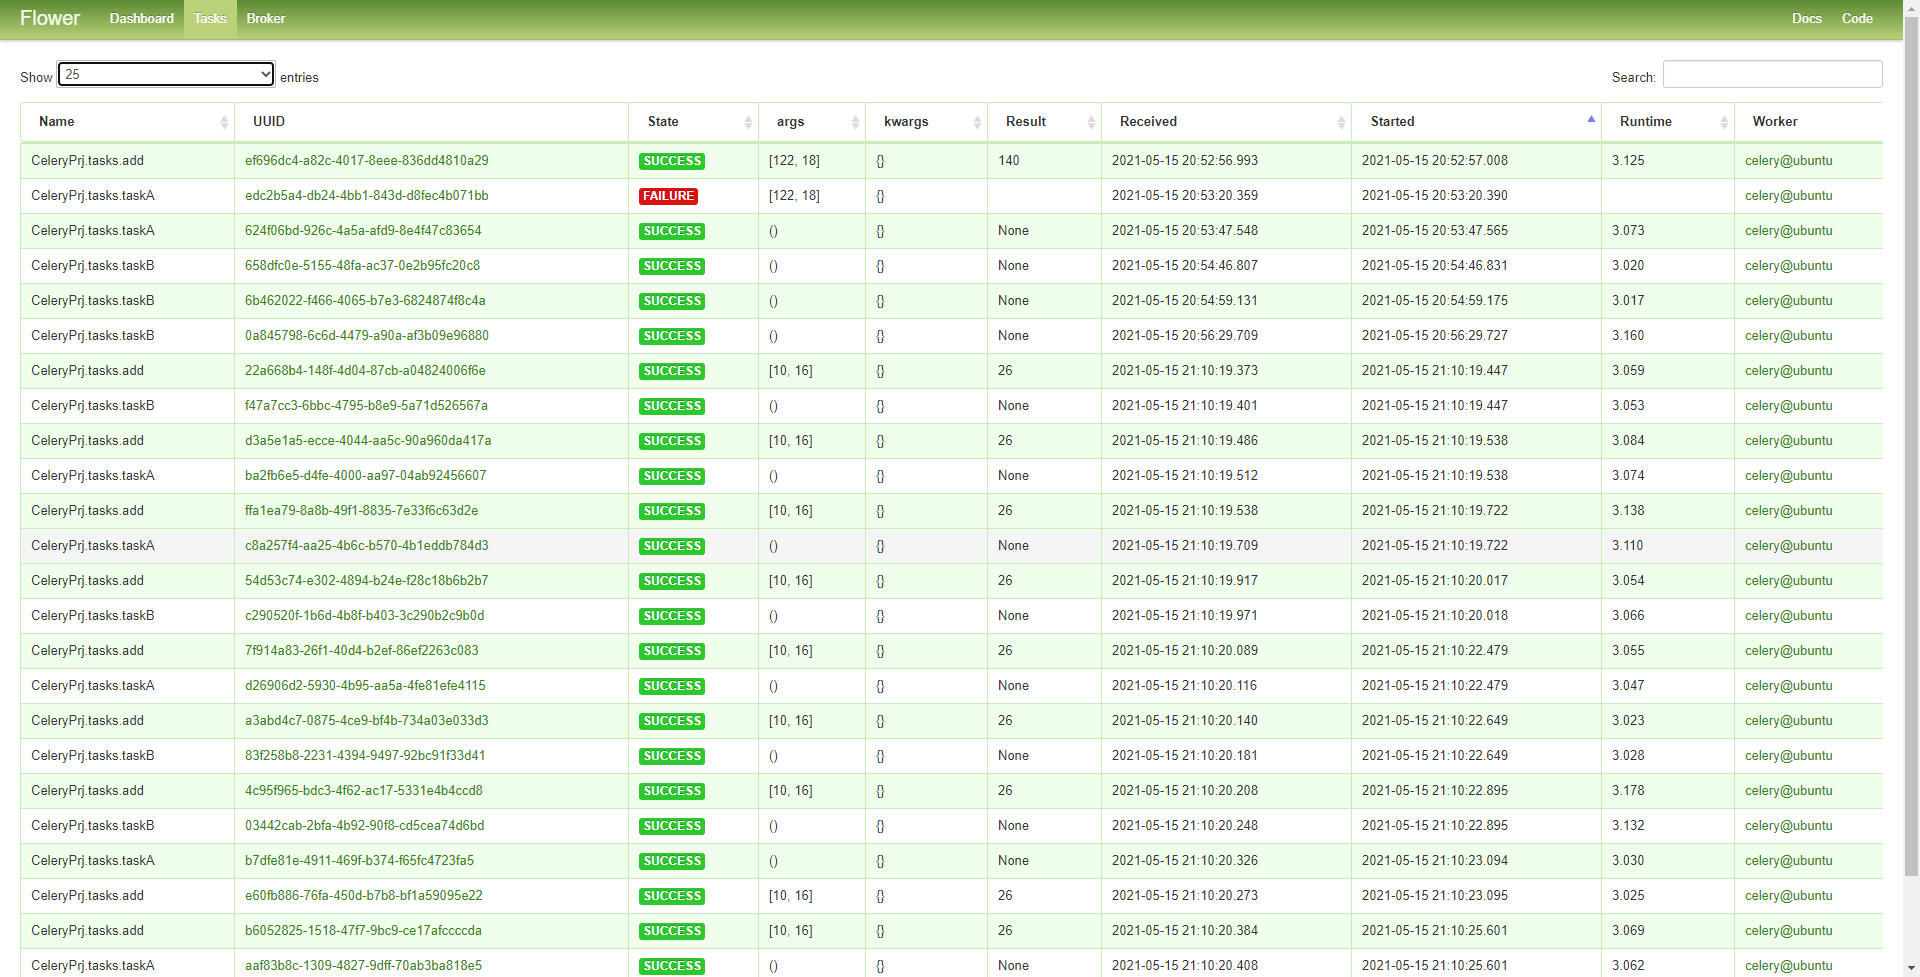 Flower Dashboard Tasks Broker Docs Code
Show 25 entries Search:
Name UUID State args kwargs Result Received Started Runtime Worker
CeleryPrj.tasks.add ef696dc4-a82c-4017-8eee-836dd4810a29 SUCCESS [122, 18] {} 140 2021-05-15 20:52:56.993 2021-05-15 20:52:57.008 3.125 celery@ubuntu
CeleryPrj.tasks.taskA edc2b5a4-db24-4bb1-843d-d8fec4b071bb FAILURE [122, 18] {} 2021-05-15 20:53:20.359 2021-05-15 20:53:20.390 celery@ubuntu
CeleryPrj.tasks.taskA 624f06bd-926c-4a5a-afd9-8e4f47c83654 SUCCESS () {} None 2021-05-15 20:53:47.548 2021-05-15 20:53:47.565 3.073 celery@ubuntu
CeleryPrj.tasks.taskB 658dfc0e-5155-48fa-ac37-0e2b95fc20c8 SUCCESS () {} None 2021-05-15 20:54:46.807 2021-05-15 20:54:46.831 3.020 celery@ubuntu
CeleryPrj.tasks.taskB 6b462022-f466-4065-b7e3-6824874f8c4a SUCCESS () {} None 2021-05-15 20:54:59.131 2021-05-15 20:54:59.175 3.017 celery@ubuntu
CeleryPrj.tasks.taskB 0a845798-6c6d-4479-a90a-af3b09e96880 SUCCESS () {} None 2021-05-15 20:56:29.709 2021-05-15 20:56:29.727 3.160 celery@ubuntu
CeleryPrj.tasks.add 22a668b4-148f-4d04-87cb-a04824006f6e SUCCESS [10, 16] {} 26 2021-05-15 21:10:19.373 2021-05-15 21:10:19.447 3.059 celery@ubuntu
CeleryPrj.tasks.taskB f47a7cc3-6bbc-4795-b8e9-5a71d526567a SUCCESS () {} None 2021-05-15 21:10:19.401 2021-05-15 21:10:19.447 3.053 celery@ubuntu
CeleryPrj.tasks.add d3a5e1a5-ecce-4044-aa5c-90a960da417a SUCCESS [10, 16] {} 26 2021-05-15 21:10:19.486 2021-05-15 21:10:19.538 3.084 celery@ubuntu
CeleryPrj.tasks.taskA ba2fb6e5-d4fe-4000-aa97-04ab92456607 SUCCESS () {} None 2021-05-15 21:10:19.512 2021-05-15 21:10:19.538 3.074 celery@ubuntu
CeleryPrj.tasks.add ffa1ea79-8a8b-49f1-8835-7e33f6c63d2e SUCCESS [10, 16] {} 26 2021-05-15 21:10:19.538 2021-05-15 21:10:19.722 3.138 celery@ubuntu
CeleryPrj.tasks.taskA c8a257f4-aa25-4b6c-b570-4b1eddb784d3 SUCCESS () {} None 2021-05-15 21:10:19.709 2021-05-15 21:10:19.722 3.110 celery@ubuntu
CeleryPrj.tasks.add 54d53c74-e302-4894-b24e-f28c18b6b2b7 SUCCESS [10, 16] {} 26 2021-05-15 21:10:19.917 2021-05-15 21:10:20.017 3.054 celery@ubuntu
CeleryPrj.tasks.taskB c290520f-1b6d-4b8f-b403-3c290b2c9b0d SUCCESS () {} None 2021-05-15 21:10:19.971 2021-05-15 21:10:20.018 3.066 celery@ubuntu
CeleryPrj.tasks.add 7f914a83-26f1-40d4-b2ef-86ef2263c083 SUCCESS [10, 16] {} 26 2021-05-15 21:10:20.089 2021-05-15 21:10:22.479 3.055 celery@ubuntu
CeleryPrj.tasks.taskA d26906d2-5930-4b95-aa5a-4fe81efe4115 SUCCESS () {} None 2021-05-15 21:10:20.116 2021-05-15 21:10:22.479 3.047 celery@ubuntu
CeleryPrj.tasks.add a3abd4c7-0875-4ce9-bf4b-734a03e033d3 SUCCESS [10, 16] {} 26 2021-05-15 21:10:20.140 2021-05-15 21:10:22.649 3.023 celery@ubuntu
CeleryPrj.tasks.taskB 83f258b8-2231-4394-9497-92bc91f33d41 SUCCESS () {} None 2021-05-15 21:10:20.181 2021-05-15 21:10:22.649 3.028 celery@ubuntu
CeleryPrj.tasks.add 4c95f965-bdc3-4f62-ac17-5331e4b4ccd8 SUCCESS [10, 16] {} 26 2021-05-15 21:10:20.208 2021-05-15 21:10:22.895 3.178 celery@ubuntu
CeleryPrj.tasks.taskB 03442cab-2bfa-4b92-90f8-cd5cea74d6bd SUCCESS () {} None 2021-05-15 21:10:20.248 2021-05-15 21:10:22.895 3.132 celery@ubuntu
CeleryPrj.tasks.taskA b7dfe81e-4911-469f-b374-f65fc4723fa5 SUCCESS () {} None 2021-05-15 21:10:20.326 2021-05-15 21:10:23.094 3.030 celery@ubuntu
CeleryPrj.tasks.add e60fb886-76fa-450d-b7b8-bf1a59095e22 SUCCESS [10, 16] {} 26 2021-05-15 21:10:20.273 2021-05-15 21:10:23.095 3.025 celery@ubuntu
CeleryPrj.tasks.add b6052825-1518-47f7-9bc9-ce17afccccda SUCCESS [10, 16] {} 26 2021-05-15 21:10:20.384 2021-05-15 21:10:25.601 3.069 celery@ubuntu
CeleryPrj.tasks.taskA aaf83b8c-1309-4827-9dff-70ab3ba818e5 SUCCESS () {} None 2021-05-15 21:10:20.408 2021-05-15 21:10:25.601 3.062 celery@ubuntu